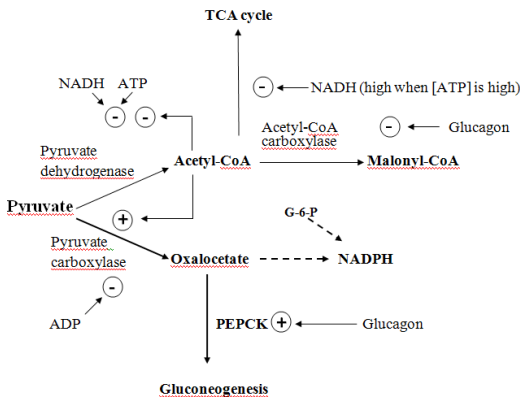 TCA cycle
NADH ATP
-
-
-
NADH (high when [ATP] is high)
Acetyl-CoA
carboxylase
-
Glucagon
Pyruvate
dehydrogenase
Acetyl-CoA
Malonyl-CoA
Pyruvate
+
G-6-P
Pyruvate
carboxylase
Oxalocetate
NADPH
-
ADP
PEPCK
+
Glucagon
Gluconeogenesis